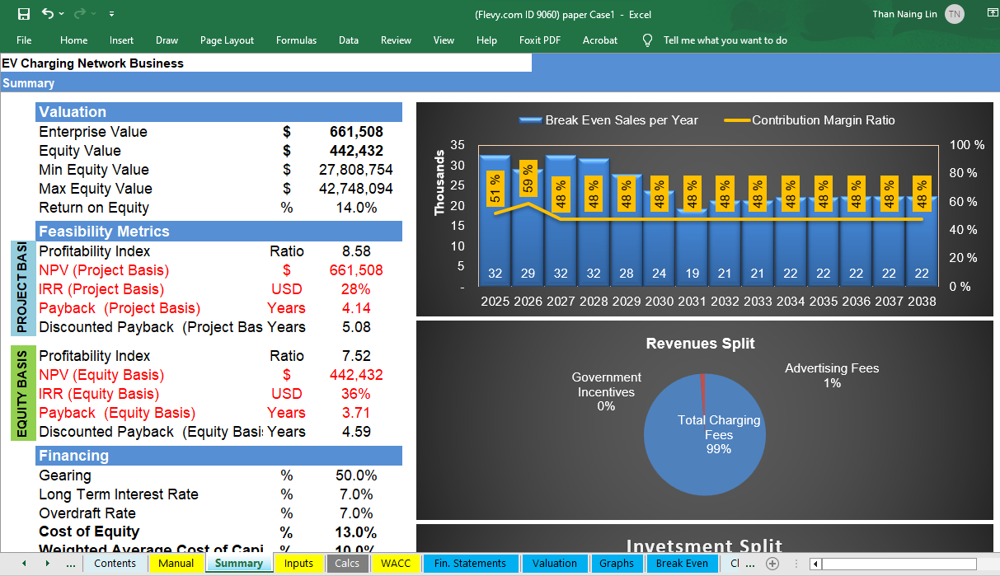 (Flevy.com ID 9060) paper Case1 - Excel
Than Naing Lin
TN
File Home Insert Draw Page Layout Formulas Data Review View Help Foxit PDF Acrobat Tell me what you want to do
EV Charging Network Business
Summary
Valuation
Enterprise Value $ 661,508
Equity Value $ 442,432
Min Equity Value $ 27,808,754
Max Equity Value $ 42,748,094
Return on Equity % 14.0%
Feasibility Metrics
PROJECT BASI
Profitability Index Ratio 8.58
NPV (Project Basis) $ 661,508
IRR (Project Basis) USD 28%
Payback (Project Basis) Years 4.14
Discounted Payback (Project Bas Years 5.08
EQUITY BASIS
Profitability Index Ratio 7.52
NPV (Equity Basis) $ 442,432
IRR (Equity Basis) USD 36%
Payback (Equity Basis) Years 3.71
Discounted Payback (Equity Basi Years 4.59
Financing
Gearing % 50.0%
Long Term Interest Rate % 7.0%
Overdraft Rate % 7.0%
Cost of Equity % 13.0%
Weighted Average Cost of Capi % 10.0%
Break Even Sales per Year Contribution Margin Ratio
Thousands
35
30
25
20
15
10
5
-
100 %
80 %
60 %
40 %
20 %
0 %
51 % 59 % 48 % 48 % 48 % 48 % 48 % 48 % 48 % 48 % 48 % 48 % 48 % 48 %
32 29 32 32 28 24 19 21 21 22 22 22 22 22
2025 2026 2027 2028 2029 2030 2031 2032 2033 2034 2035 2036 2037 2038
Revenues Split
Government
Incentives
0%
Advertising Fees
1%
Total Charging
Fees
99%
Invetsment Split
... Contents Manual Summary Inputs Calcs WACC Fin. Statements Valuation Graphs Break Even Cl ...